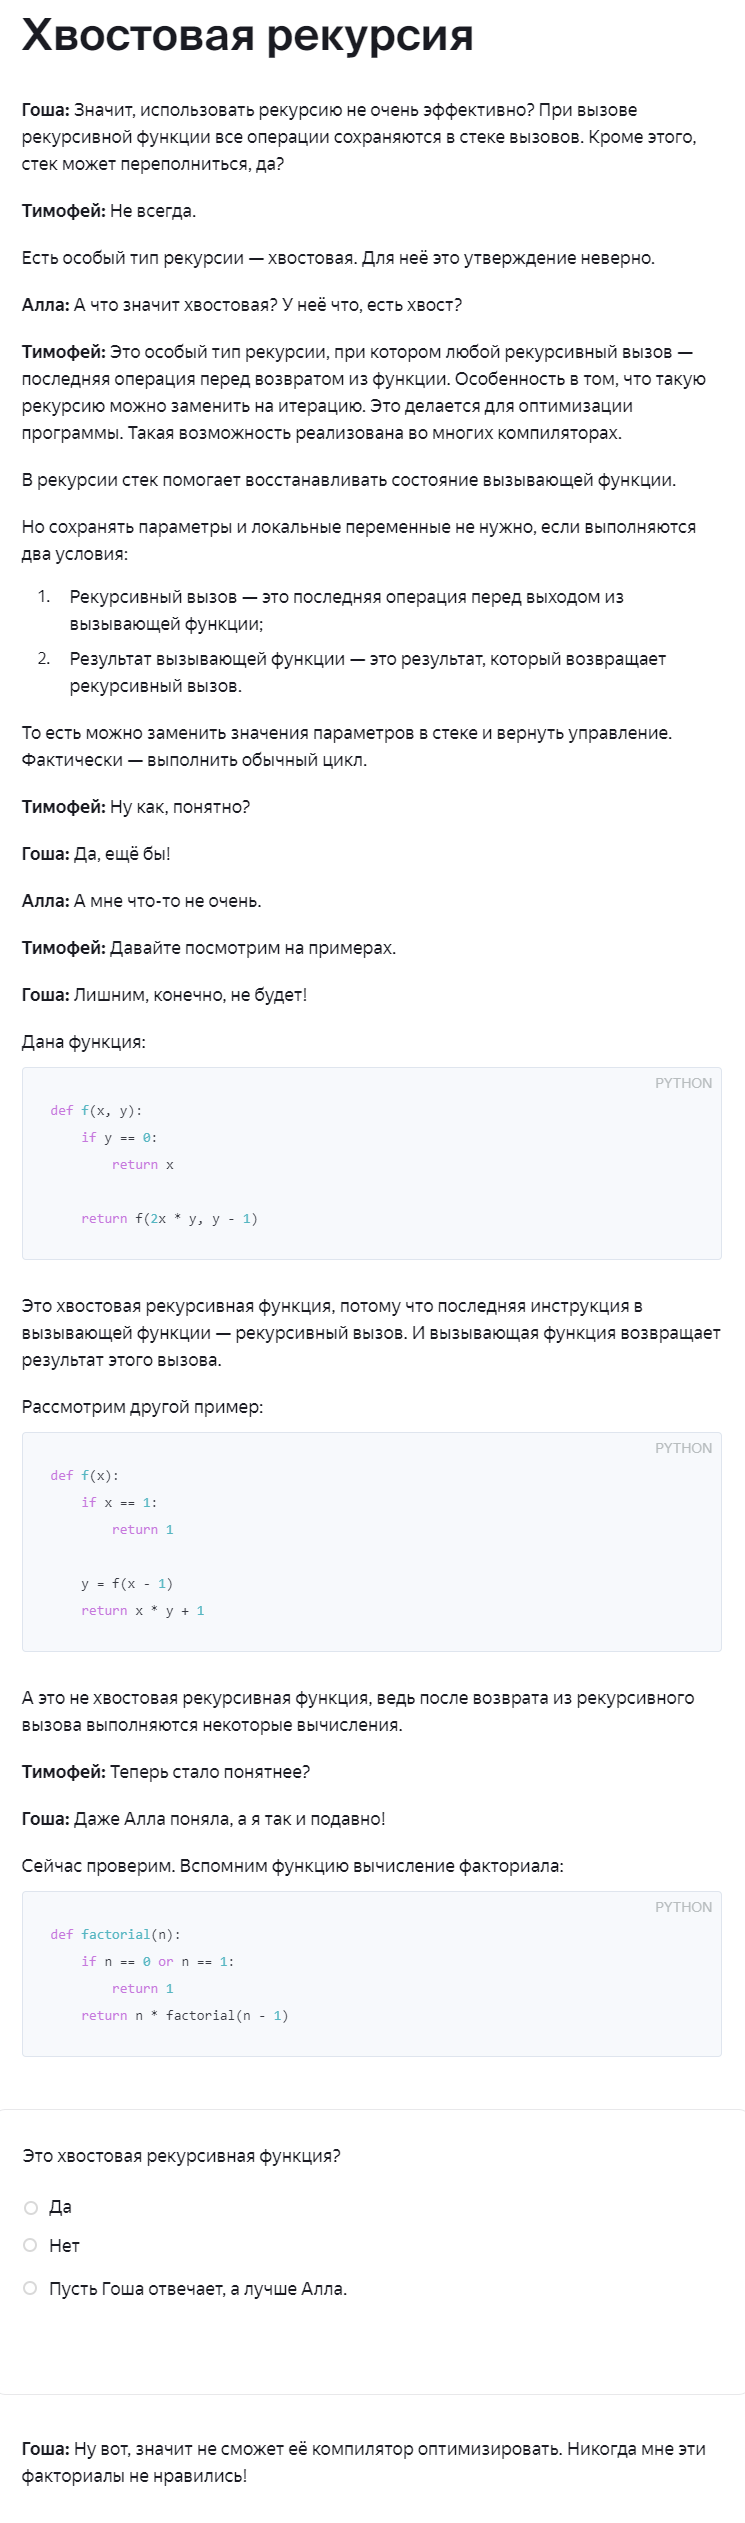 Хвостовая рекурсия
Гоша: Значит, использовать рекурсию не очень эффективно? При вызове
рекурсивной функции все операции сохраняются в стеке вызовов. Кроме этого,
стек может переполниться, да?
Тимофей: Не всегда.
Есть особый тип рекурсии — хвостовая. Для неё это утверждение неверно.
Алла: А что значит хвостовая? У неё что, есть хвост?
Тимофей: Это особый тип рекурсии, при котором любой рекурсивный вызов —
последняя операция перед возвратом из функции. Особенность в том, что такую
рекурсию можно заменить на итерацию. Это делается для оптимизации
программы. Такая возможность реализована во многих компиляторах.
В рекурсии стек помогает восстанавливать состояние вызывающей функции.
Но сохранять параметры и локальные переменные не нужно, если выполняются
два условия:
1. Рекурсивный вызов — это последняя операция перед выходом из
вызывающей функции;
2. Результат вызывающей функции — это результат, который возвращает
рекурсивный вызов.
То есть можно заменить значения параметров в стеке и вернуть управление.
Фактически — выполнить обычный цикл.
Тимофей: Ну как, понятно?
Гоша: Да, ещё бы!
Алла: А мне что-то не очень.
Тимофей: Давайте посмотрим на примерах.
Гоша: Лишним, конечно, не будет!
Дана функция:
PYTHON
def f(x, y):
    if y == 0:
        return x
    return f(2x * y, y - 1)
Это хвостовая рекурсивная функция, потому что последняя инструкция в
вызывающей функции — рекурсивный вызов. И вызывающая функция возвращает
результат этого вызова.
Рассмотрим другой пример:
PYTHON
def f(x):
    if x == 1:
        return 1
    y = f(x - 1)
    return x * y + 1
А это не хвостовая рекурсивная функция, ведь после возврата из рекурсивного
вызова выполняются некоторые вычисления.
Тимофей: Теперь стало понятнее?
Гоша: Даже Алла поняла, а я так и подавно!
Сейчас проверим. Вспомним функцию вычисление факториала:
PYTHON
def factorial(n):
    if n == 0 or n == 1:
        return 1
    return n * factorial(n - 1)
Это хвостовая рекурсивная функция?
Да
Нет
Пусть Гоша отвечает, а лучше Алла.
Гоша: Ну вот, значит не сможет её компилятор оптимизировать. Никогда мне эти
факториалы не нравились!